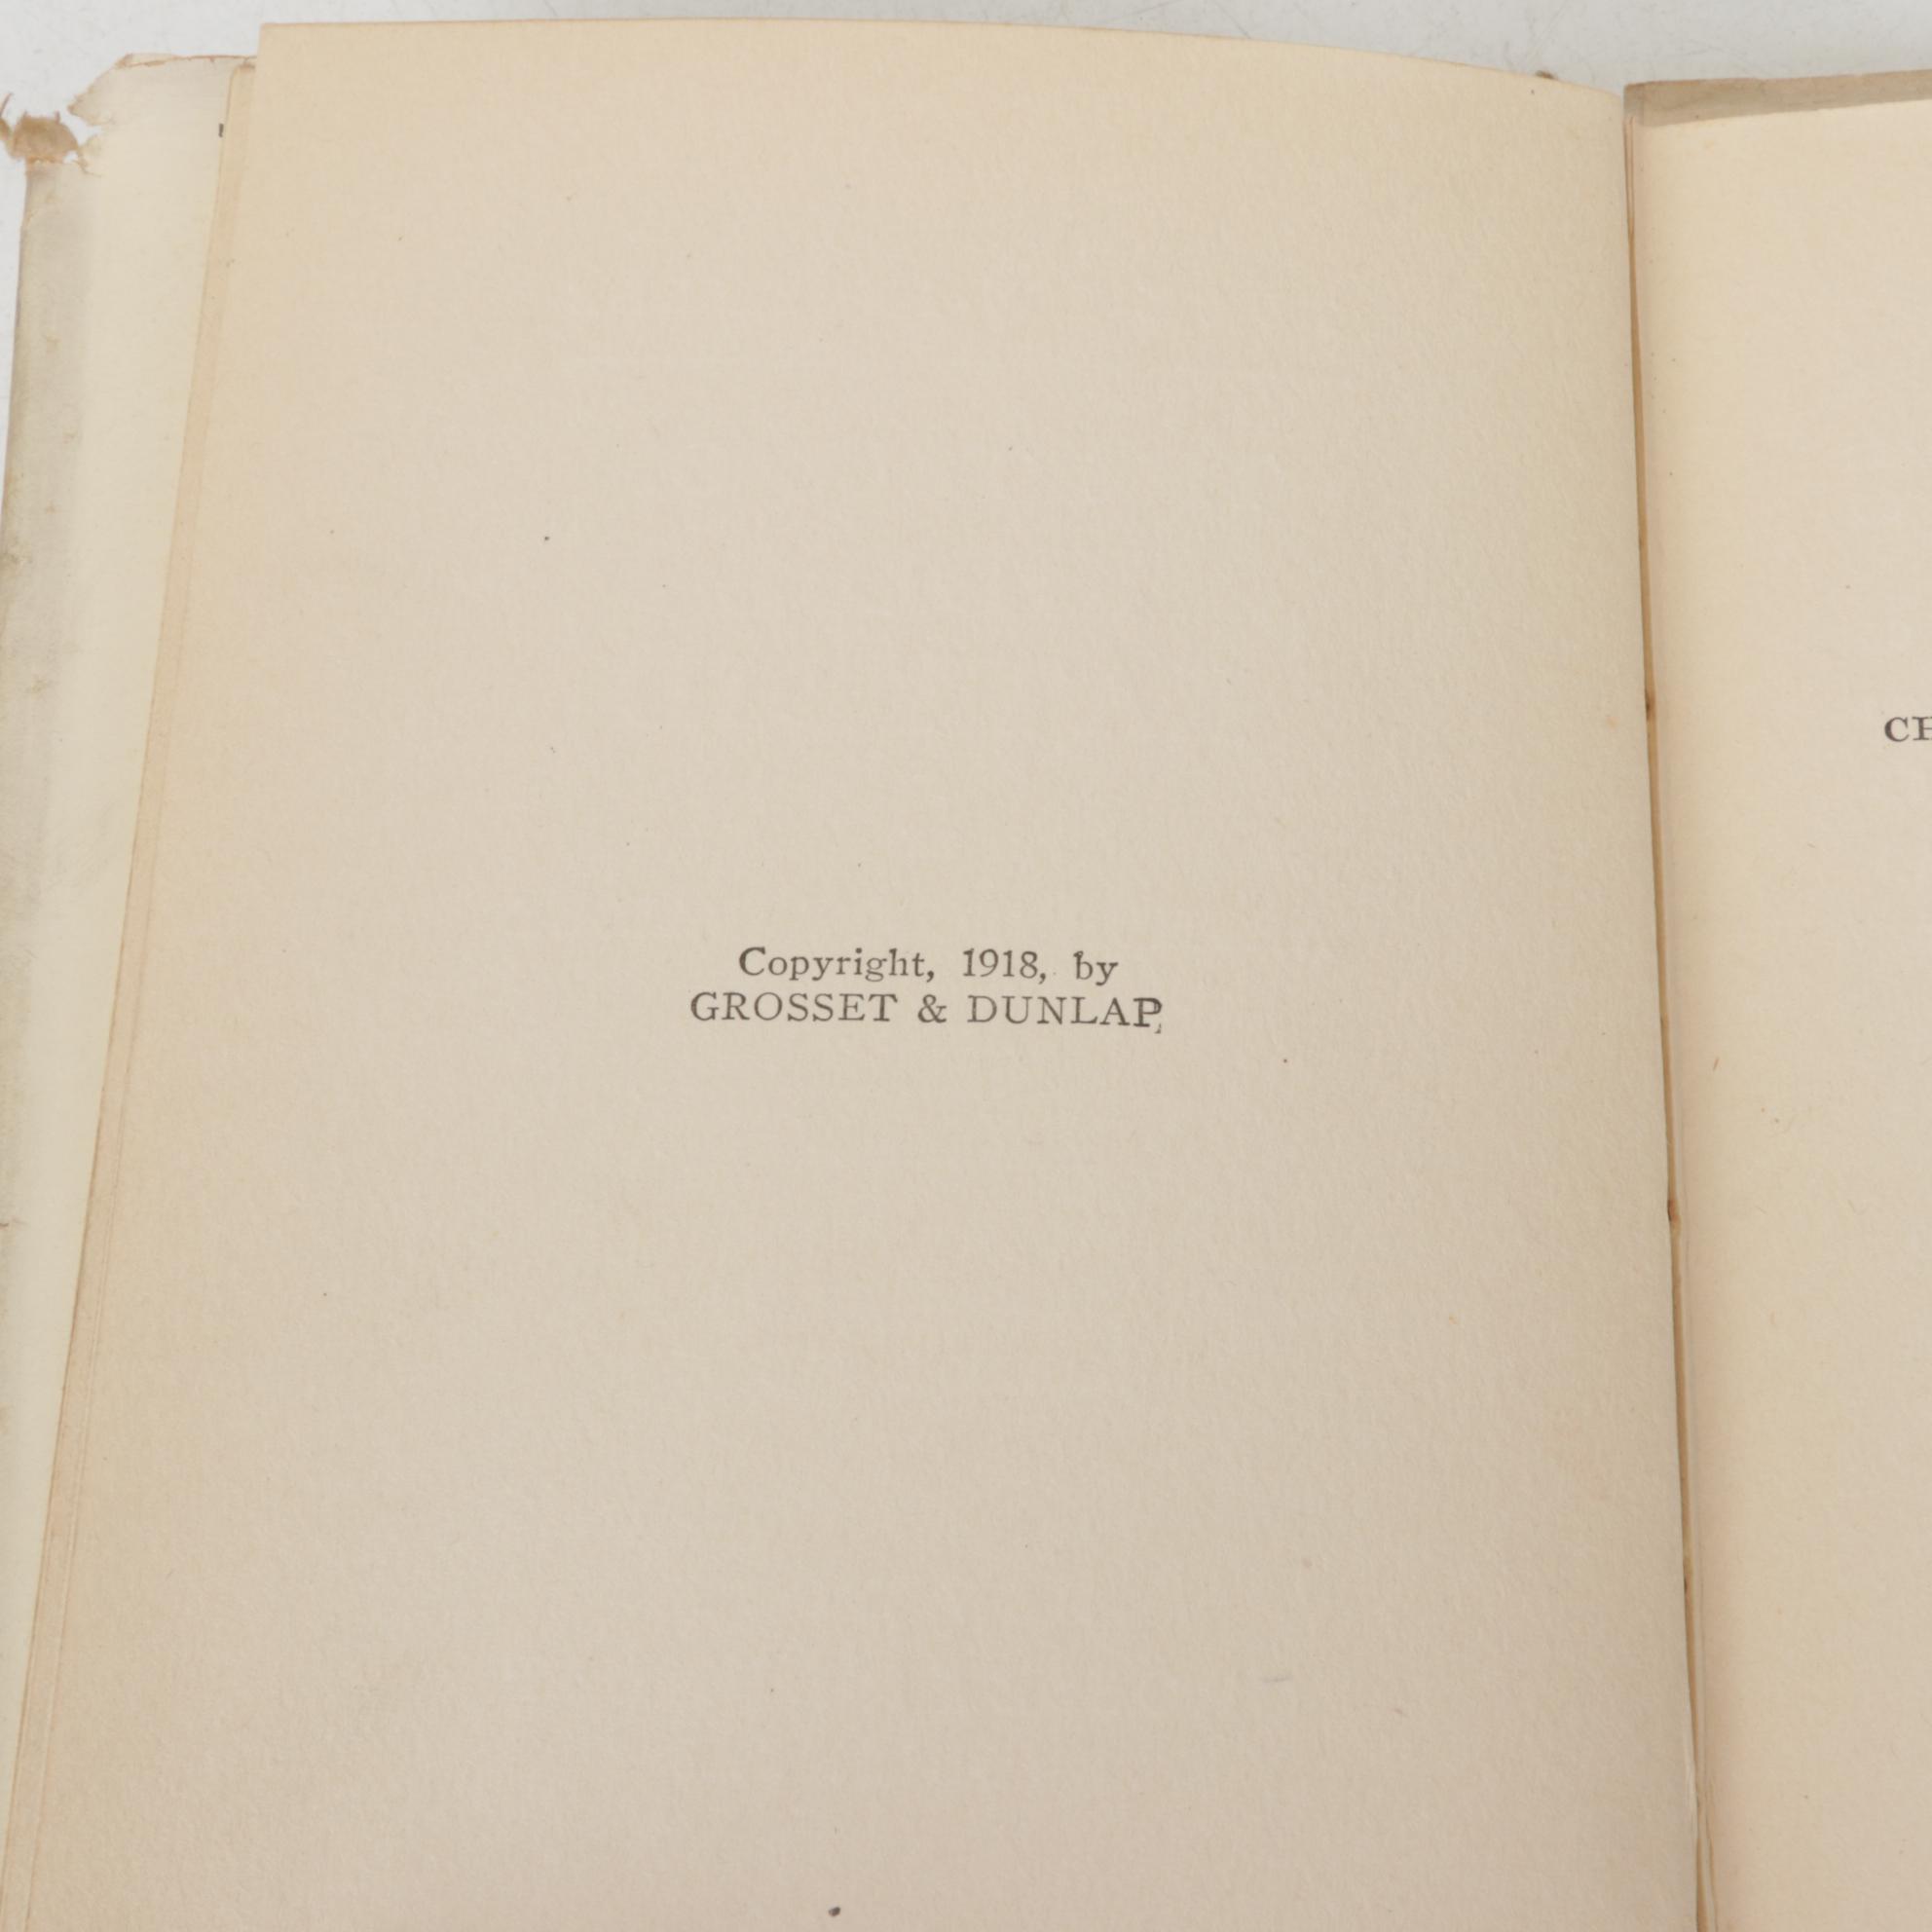 Copyright, 1918, by
GROSSET & DUNLAP